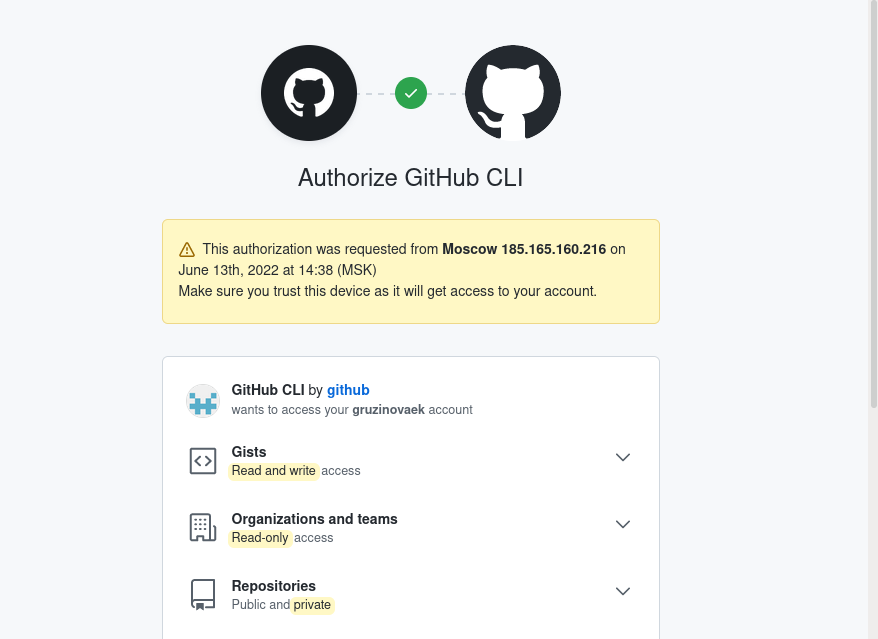 Authorize GitHub CLI
This authorization was requested from Moscow 185.165.160.216 on
June 13th, 2022 at 14:38 (MSK)
Make sure you trust this device as it will get access to your account.
GitHub CLI by github
wants to access your gruzinovaek account
Gists
Read and write access
Organizations and teams
Read-only access
Repositories
Public and private